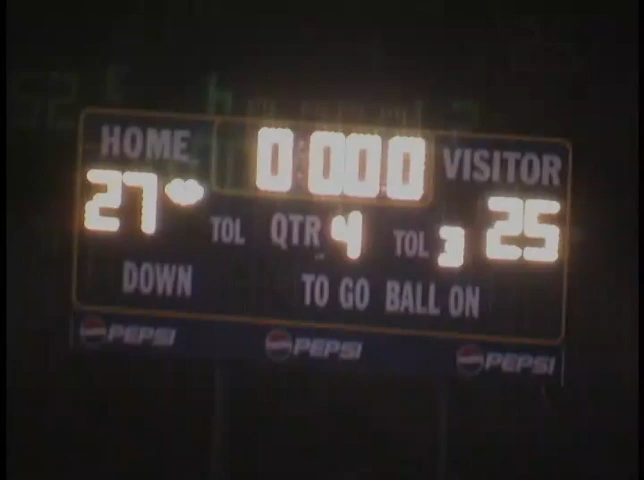 HOME 0:00.0 VISITOR
27 25
TOL QTR 4 TOL 3
DOWN TO GO BALL ON
PEPSI PEPSI PEPSI